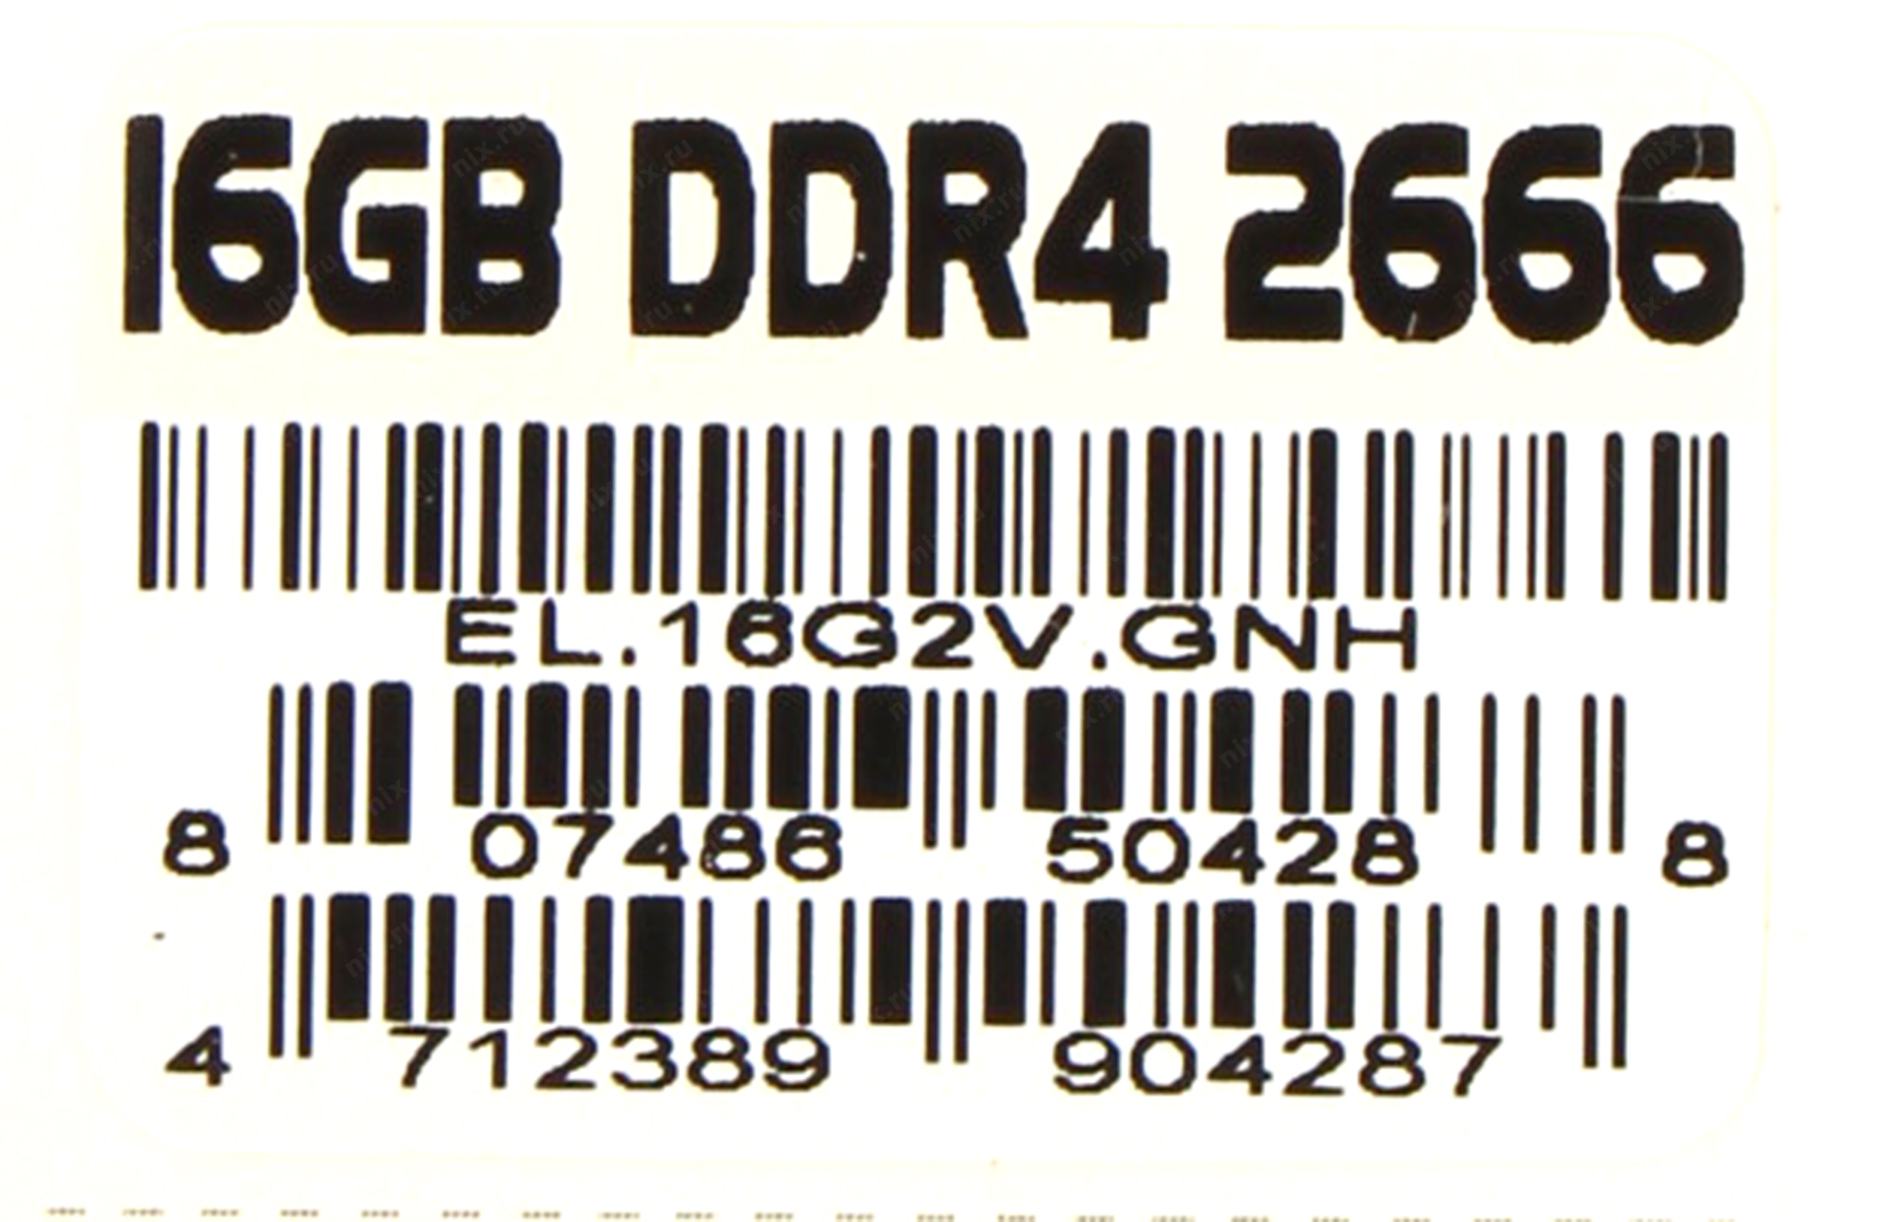 16GB DDR4 2666
EL.16G2V.GNH
8 07486 50428 8
4 712389 904287